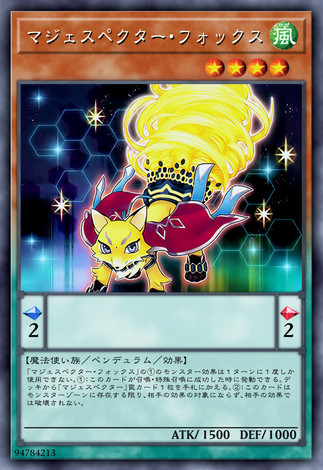 マジェスペクター・フォックス 風
2 2
【魔法使い族／ペンデュラム／効果】
「マジェスペクター・フォックス」の①のモンスター効果は1ターンに1度しか
使用できない。①:このカードが召喚・特殊召喚に成功した時に発動できる。デ
ッキから「マジェスペクター」罠カード1枚を手札に加える。②:このカードは
モンスターゾーンに存在する限り、相手の効果の対象にならず、相手の効果で
は破壊されない。
ATK/1500 DEF/1000
94784213